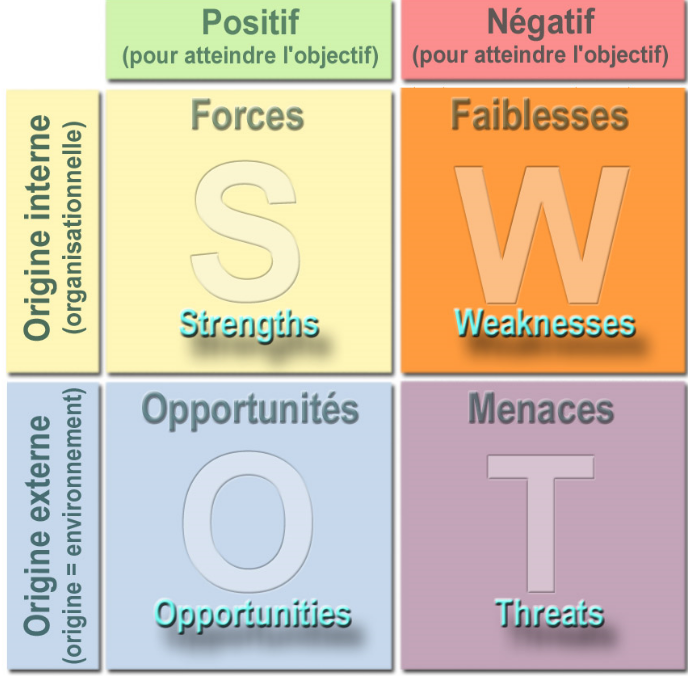 Positif
(pour atteindre l'objectif)
Négatif
(pour atteindre l'objectif)
Origine interne
(organisationnelle)
Forces
S
Strengths
Faiblesses
W
Weaknesses
Origine externe
(origine = environnement)
Opportunités
O
Opportunities
Menaces
T
Threats